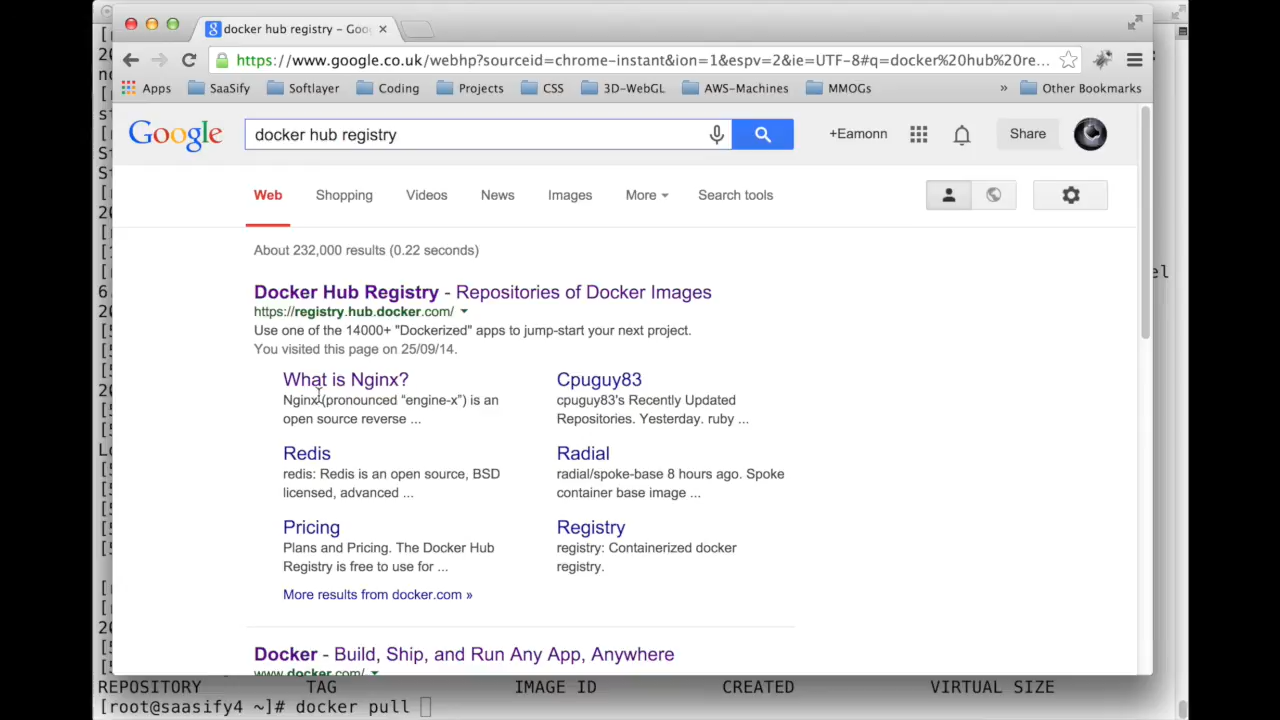 docker hub registry – Goo
https://www.google.co.uk/webhp?sourceid=chrome-instant&ion=1&espv=2&ie=UTF-8#q=docker%20hub%20re...
Apps SaaSify Softlayer Coding Projects CSS 3D-WebGL AWS-Machines MMOGs » Other Bookmarks
Google docker hub registry +Eamonn Share
Web Shopping Videos News Images More Search tools
About 232,000 results (0.22 seconds)
Docker Hub Registry - Repositories of Docker Images
https://registry.hub.docker.com/
Use one of the 14000+ "Dockerized" apps to jump-start your next project.
You visited this page on 25/09/14.
What is Nginx?
Nginx (pronounced “engine-x”) is an
open source reverse ...
Cpuguy83
cpuguy83's Recently Updated
Repositories. Yesterday. ruby ...
Redis
redis: Redis is an open source, BSD
licensed, advanced ...
Radial
radial/spoke-base 8 hours ago. Spoke
container base image ...
Pricing
Plans and Pricing. The Docker Hub
Registry is free to use for ...
Registry
registry: Containerized docker
registry.
More results from docker.com »
Docker - Build, Ship, and Run Any App, Anywhere
www.docker.com/
REPOSITORY TAG IMAGE ID CREATED VIRTUAL SIZE
[root@saasify4 ~]# docker pull